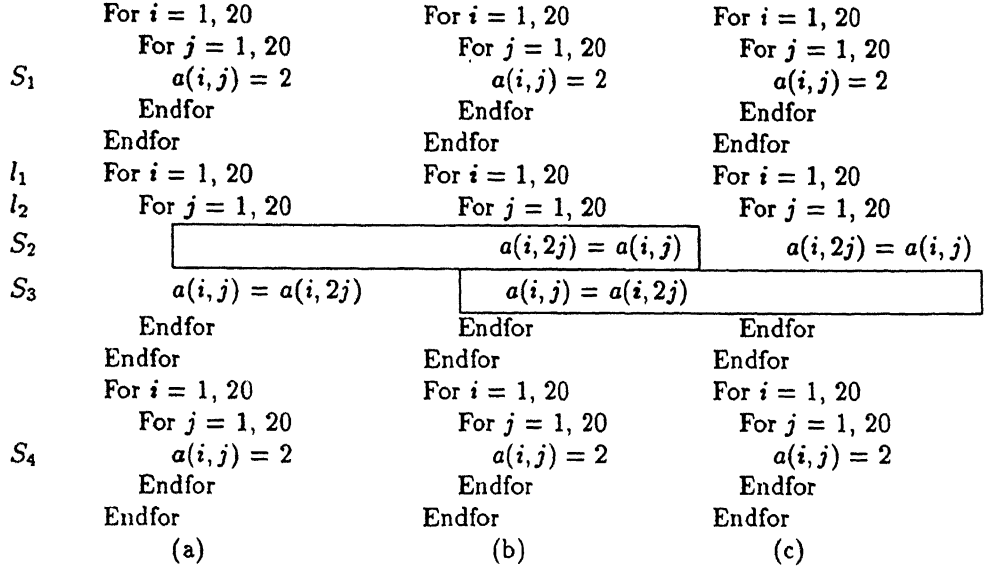 For i = 1, 20 For i = 1, 20 For i = 1, 20
For j = 1, 20 For j = 1, 20 For j = 1, 20
S₁ a(i, j) = 2 a(i, j) = 2 a(i, j) = 2
Endfor Endfor Endfor
Endfor Endfor Endfor
l₁ For i = 1, 20 For i = 1, 20 For i = 1, 20
l₂ For j = 1, 20 For j = 1, 20 For j = 1, 20
S₂ a(i, 2j) = a(i, j) a(i, 2j) = a(i, j)
S₃ a(i, j) = a(i, 2j) a(i, j) = a(i, 2j)
Endfor Endfor Endfor
Endfor Endfor Endfor
For i = 1, 20 For i = 1, 20 For i = 1, 20
For j = 1, 20 For j = 1, 20 For j = 1, 20
S₄ a(i, j) = 2 a(i, j) = 2 a(i, j) = 2
Endfor Endfor Endfor
Endfor Endfor Endfor
(a) (b) (c)